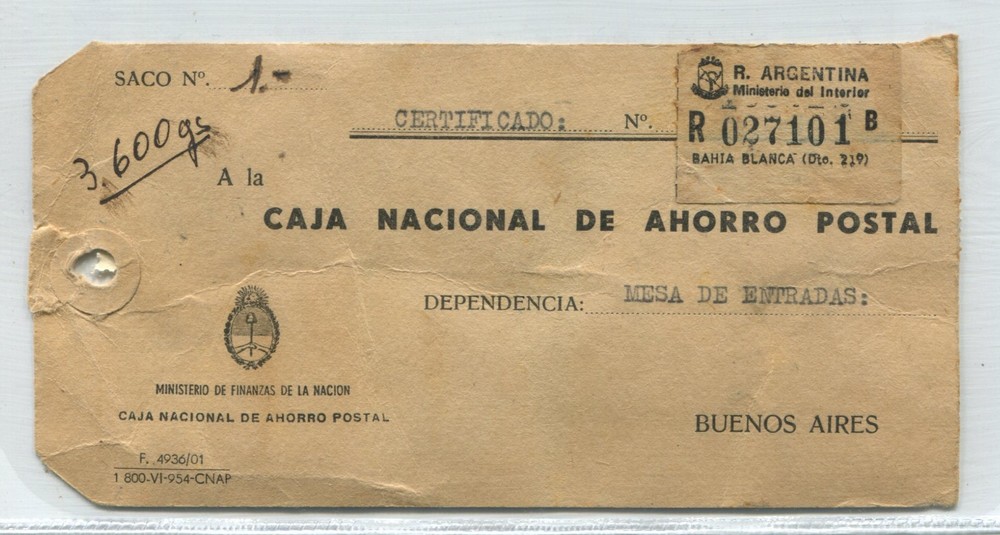 SACO Nº. 1.-
3,600gs
CERTIFICADO: Nº.
R. ARGENTINA
Ministerio del Interior
R 027101 B
BAHIA BLANCA (Dto. 219)
A la
CAJA NACIONAL DE AHORRO POSTAL
DEPENDENCIA: MESA DE ENTRADAS:
MINISTERIO DE FINANZAS DE LA NACION
CAJA NACIONAL DE AHORRO POSTAL
BUENOS AIRES
F. 4936/01
1 800-VI-954-CNAP